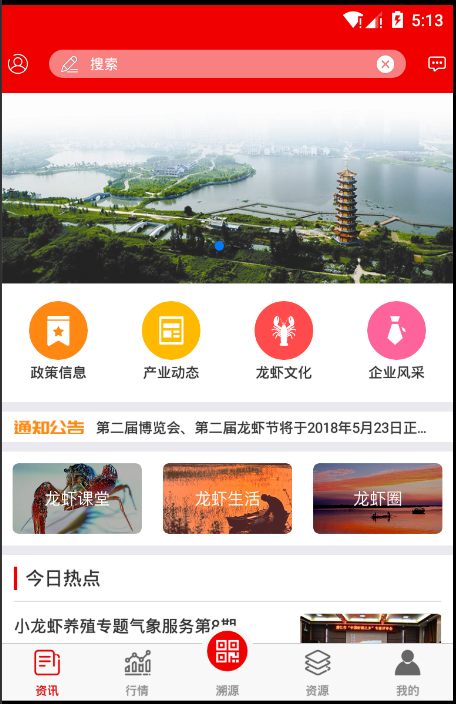 5:13
搜索
政策信息
产业动态
龙虾文化
企业风采
通知公告 第二届博览会、第二届龙虾节将于2018年5月23日正...
龙虾课堂
龙虾生活
龙虾圈
今日热点
小龙虾养殖专题气象服务第8期
资讯
行情
溯源
资源
我的